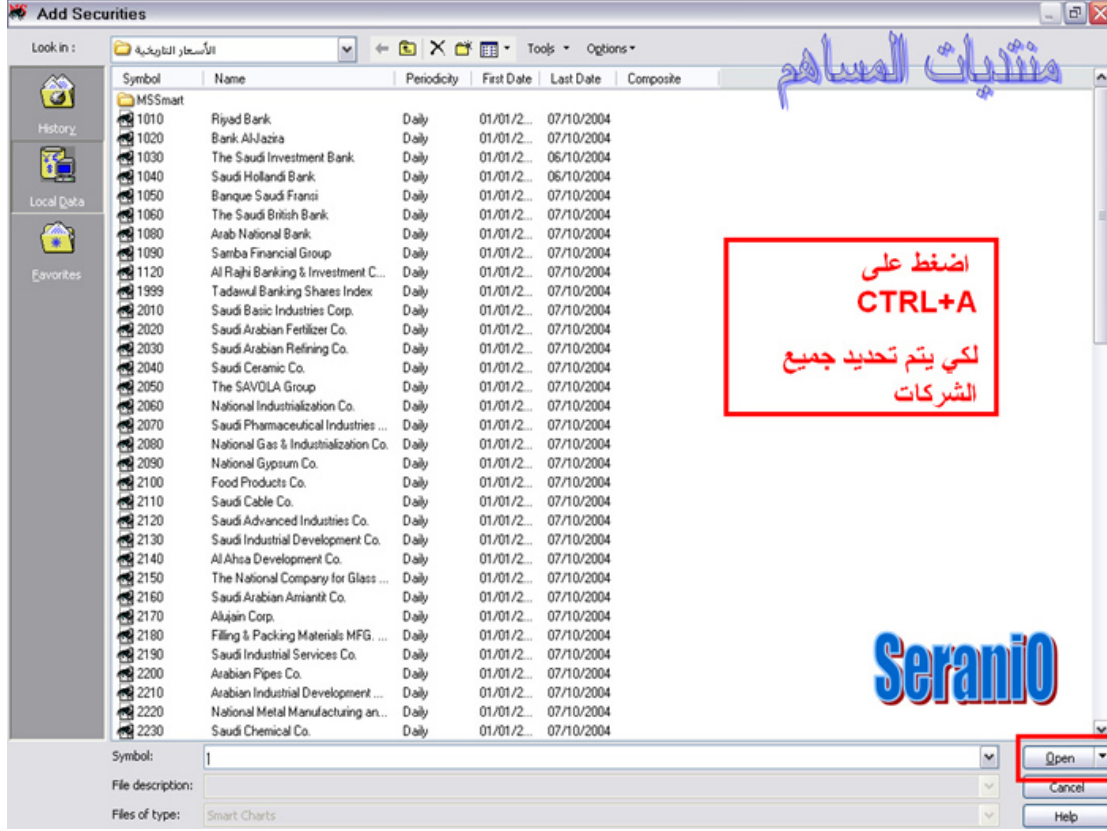 Add Securities
Look in :
الأسعار التاريخية
Tools
Options
منتديات المساهم
Symbol Name Periodicity First Date Last Date Composite
MSSmart
1010 Riyad Bank Daily 01/01/2... 07/10/2004
1020 Bank Al-Jazira Daily 01/01/2... 07/10/2004
1030 The Saudi Investment Bank Daily 01/01/2... 06/10/2004
1040 Saudi Hollandi Bank Daily 01/01/2... 06/10/2004
1050 Banque Saudi Fransi Daily 01/01/2... 07/10/2004
1060 The Saudi British Bank Daily 01/01/2... 07/10/2004
1080 Arab National Bank Daily 01/01/2... 07/10/2004
1090 Samba Financial Group Daily 01/01/2... 07/10/2004
1120 Al Rajhi Banking & Investment C... Daily 01/01/2... 07/10/2004
1999 Tadawul Banking Shares Index Daily 01/01/2... 07/10/2004
2010 Saudi Basic Industries Corp. Daily 01/01/2... 07/10/2004
2020 Saudi Arabian Fertilizer Co. Daily 01/01/2... 07/10/2004
2030 Saudi Arabian Refining Co. Daily 01/01/2... 07/10/2004
2040 Saudi Ceramic Co. Daily 01/01/2... 07/10/2004
2050 The SAVOLA Group Daily 01/01/2... 07/10/2004
2060 National Industrialization Co. Daily 01/01/2... 07/10/2004
2070 Saudi Pharmaceutical Industries ... Daily 01/01/2... 07/10/2004
2080 National Gas & Industrialization Co. Daily 01/01/2... 07/10/2004
2090 National Gypsum Co. Daily 01/01/2... 07/10/2004
2100 Food Products Co. Daily 01/01/2... 07/10/2004
2110 Saudi Cable Co. Daily 01/01/2... 07/10/2004
2120 Saudi Advanced Industries Co. Daily 01/01/2... 07/10/2004
2130 Saudi Industrial Development Co. Daily 01/01/2... 07/10/2004
2140 Al Ahsa Development Co. Daily 01/01/2... 07/10/2004
2150 The National Company for Glass ... Daily 01/01/2... 07/10/2004
2160 Saudi Arabian Amiantit Co. Daily 01/01/2... 07/10/2004
2170 Alujain Corp. Daily 01/01/2... 07/10/2004
2180 Filling & Packing Materials MFG. ... Daily 01/01/2... 07/10/2004
2190 Saudi Industrial Services Co. Daily 01/01/2... 07/10/2004
2200 Arabian Pipes Co. Daily 01/01/2... 07/10/2004
2210 Arabian Industrial Development ... Daily 01/01/2... 07/10/2004
2220 National Metal Manufacturing an... Daily 01/01/2... 07/10/2004
2230 Saudi Chemical Co. Daily 01/01/2... 07/10/2004
History
Local Data
Favorites
اضغط على
CTRL+A
لكي يتم تحديد جميع
الشركات
SeraniO
Symbol: 1
Open
File description:
Cancel
Files of type: Smart Charts
Help